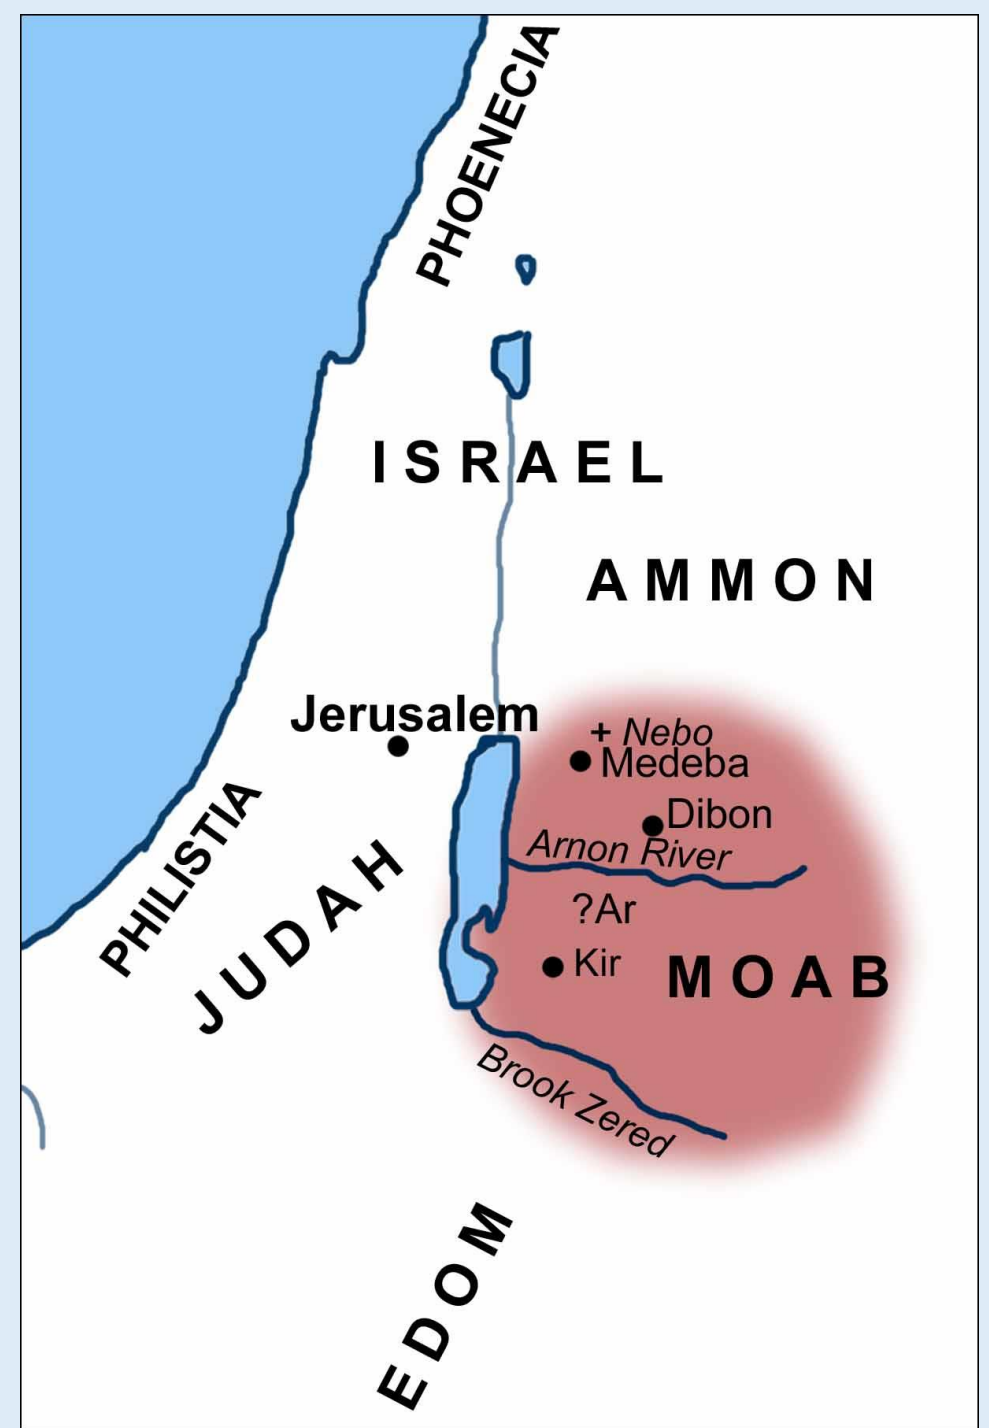 PHOENECIA
ISRAEL
AMMON
Jerusalem
+ Nebo
Medeba
Dibon
PHILISTIA
JUDAH
Arnon River
?Ar
Kir
MOAB
Brook Zered
EDOM